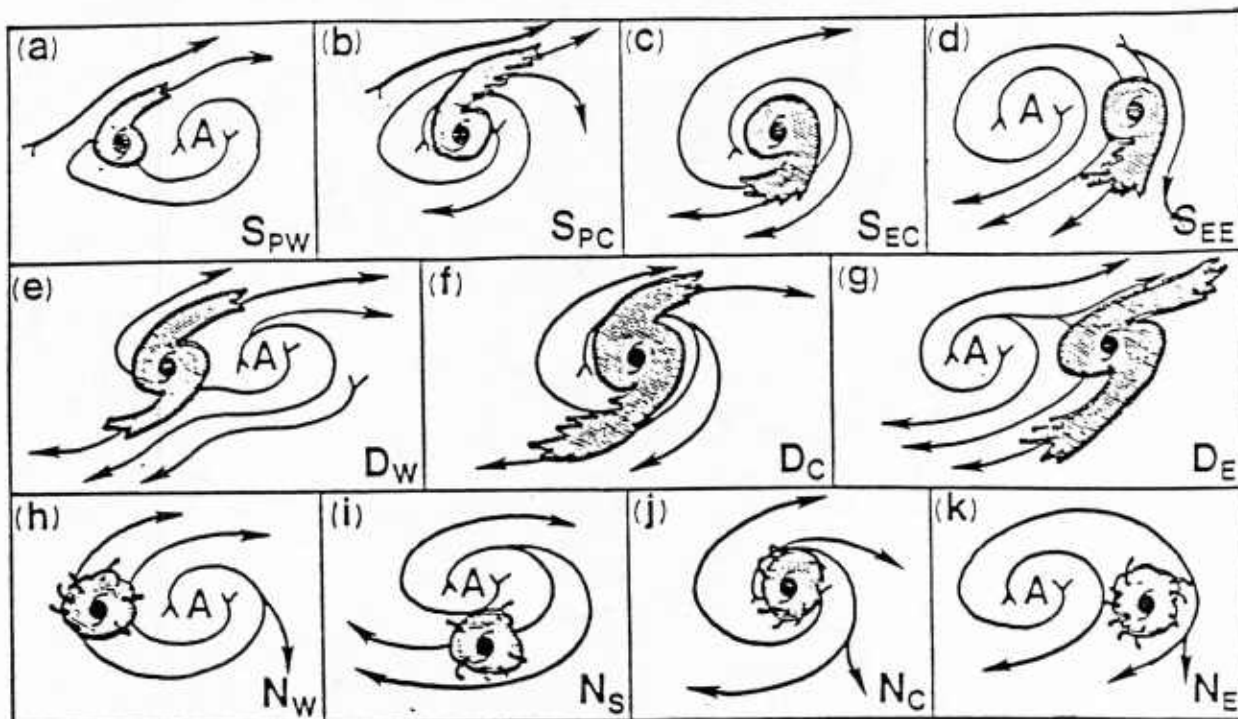 (a) A S_PW
(b) S_PC
(c) S_EC
(d) A S_EE
(e) A D_W
(f) D_C
(g) A D_E
(h) A N_W
(i) A N_S
(j) N_C
(k) A N_E